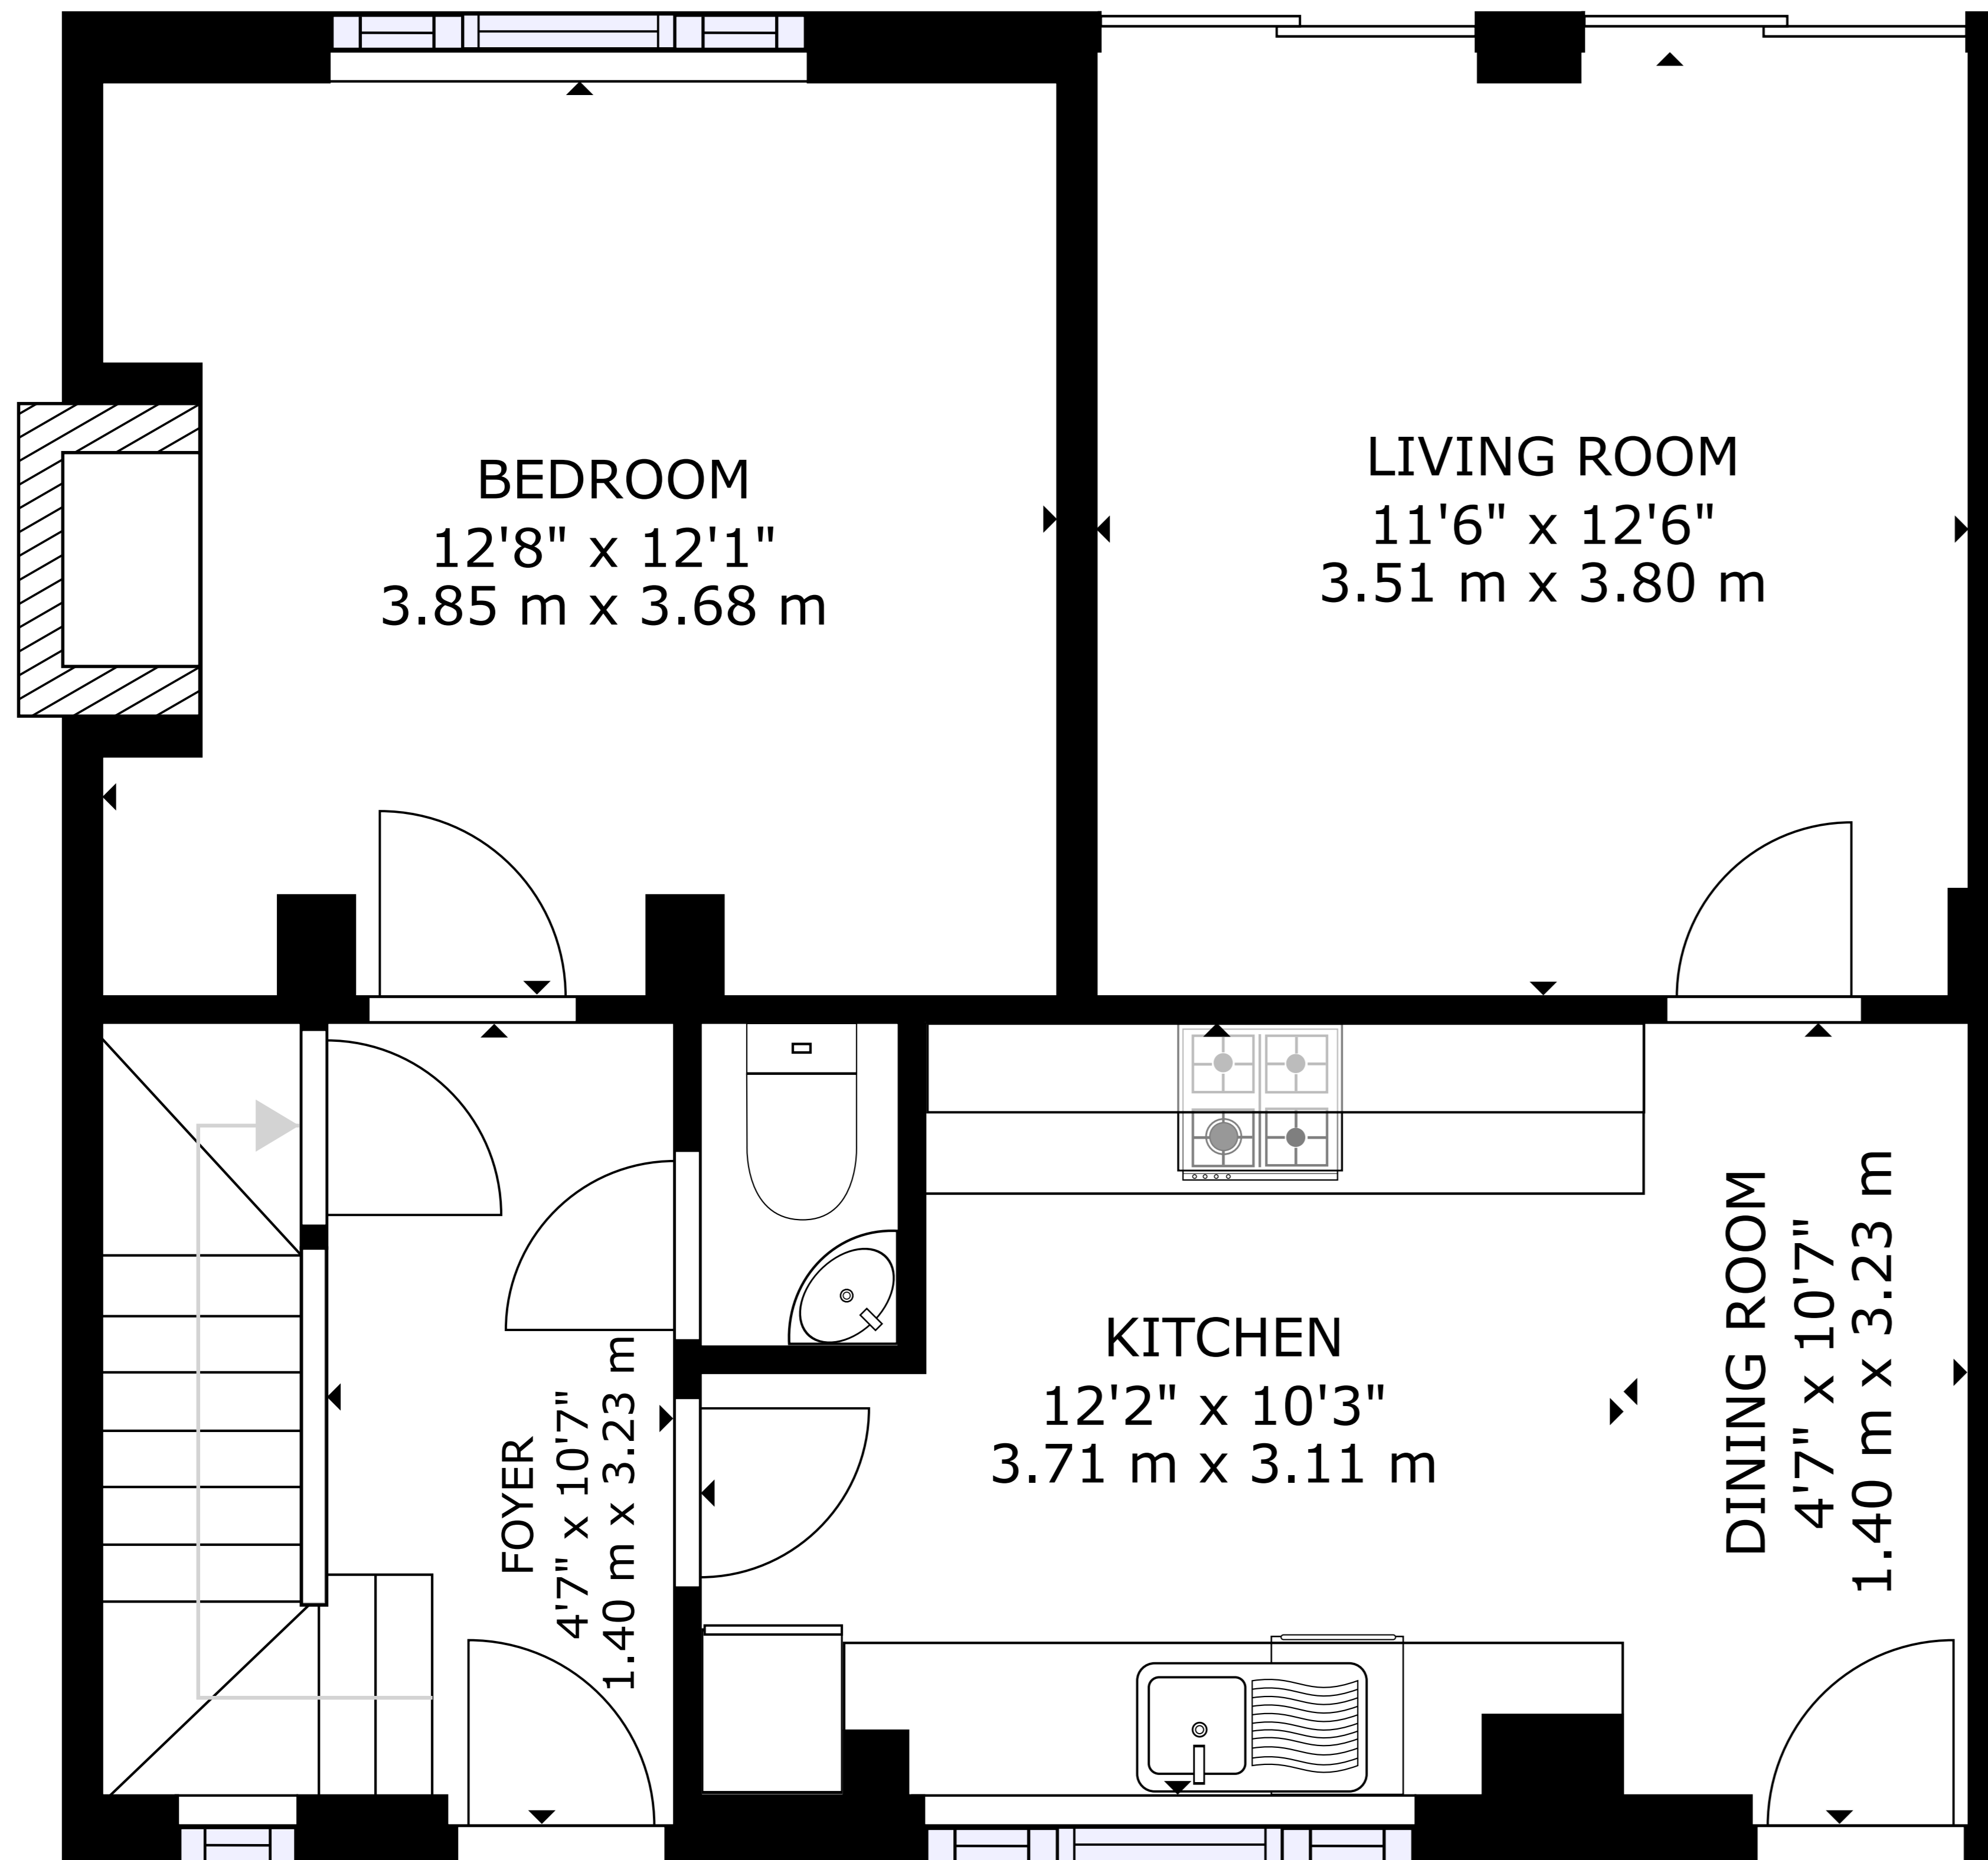 BEDROOM
12'8" x 12'1"
3.85 m x 3.68 m
LIVING ROOM
11'6" x 12'6"
3.51 m x 3.80 m
FOYER
4'7" x 10'7"
1.40 m x 3.23 m
KITCHEN
12'2" x 10'3"
3.71 m x 3.11 m
DINING ROOM
4'7" x 10'7"
1.40 m x 3.23 m